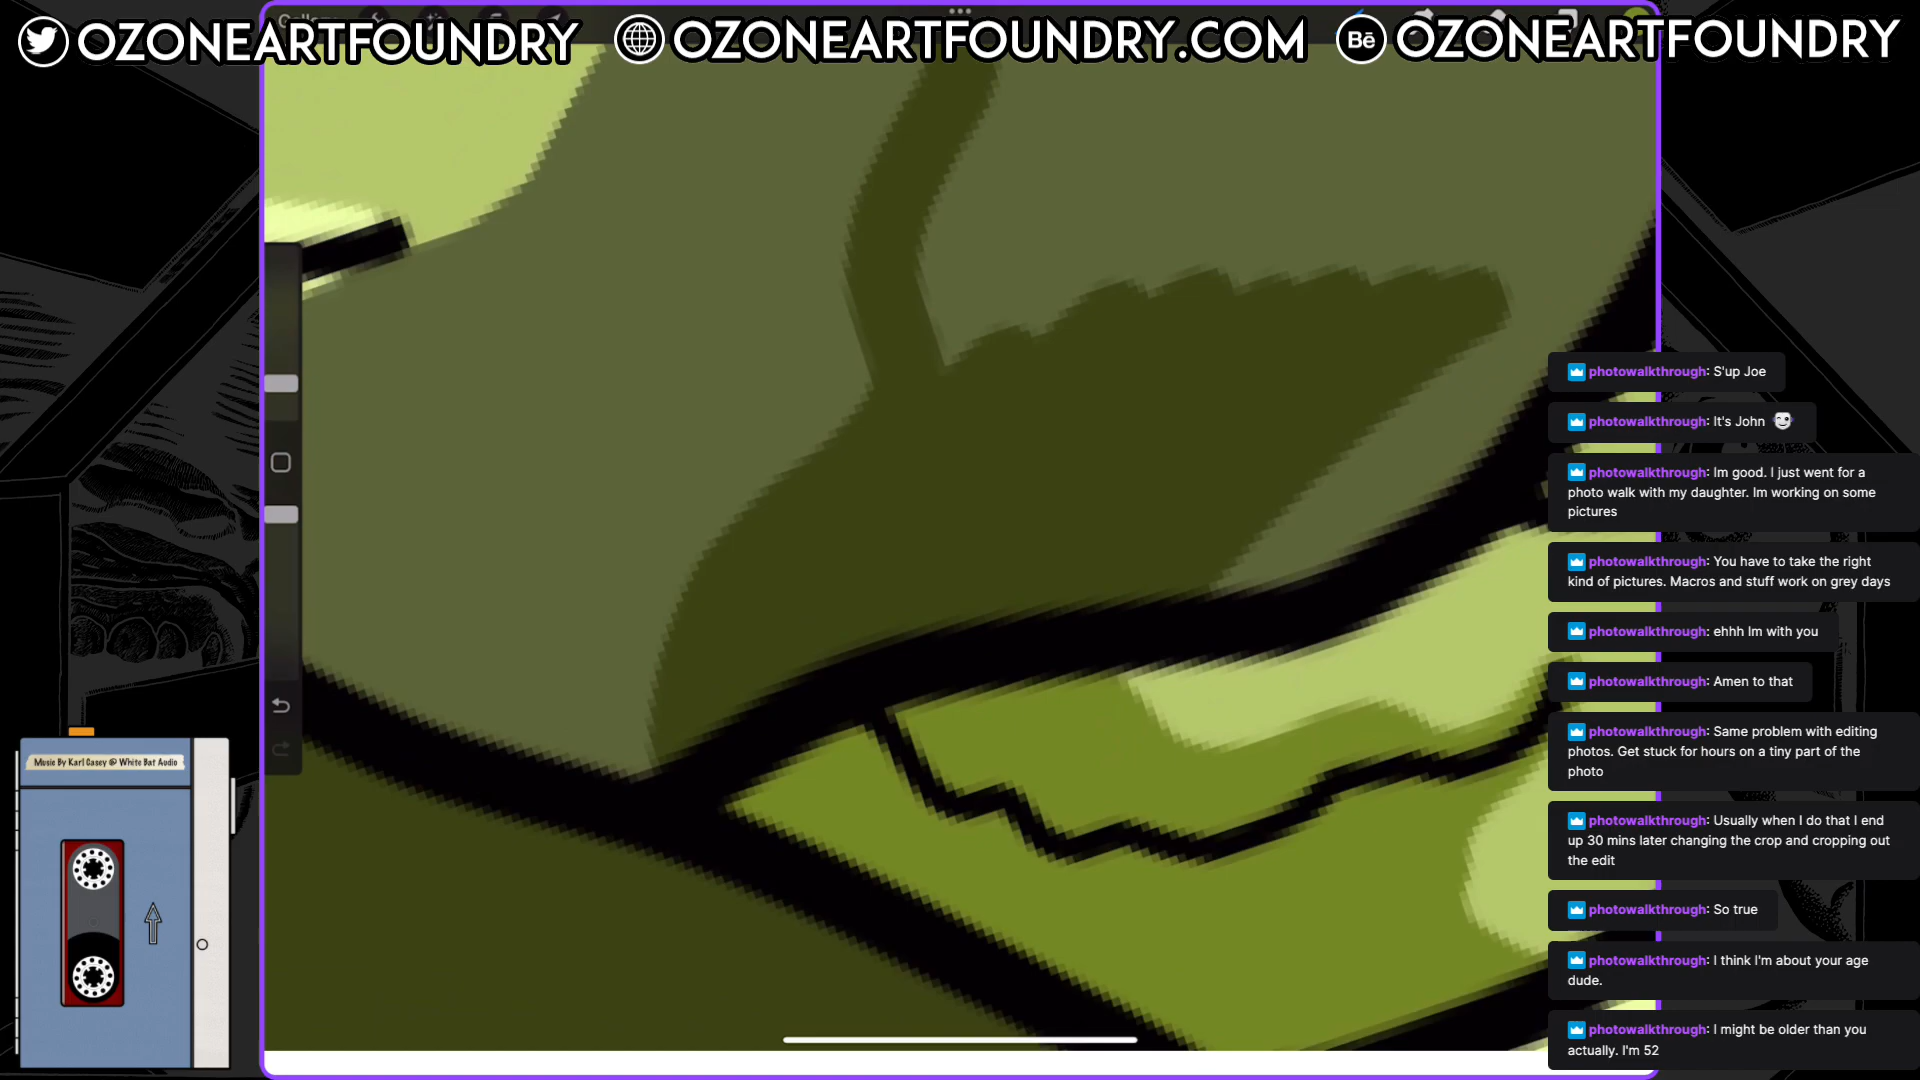 OZONEARTFOUNDRY
OZONEARTFOUNDRY.COM
Bē
OZONEARTFOUNDRY
photowalkthrough: S'up Joe
photowalkthrough: It's John
photowalkthrough: Im good. I just went for a
photo walk with my daughter. Im working on some
pictures
photowalkthrough: You have to take the right
kind of pictures. Macros and stuff work on grey days
photowalkthrough: ehhh Im with you
photowalkthrough: Amen to that
photowalkthrough: Same problem with editing
photos. Get stuck for hours on a tiny part of the
photo
photowalkthrough: Usually when I do that I end
up 30 mins later changing the crop and cropping out
the edit
photowalkthrough: So true
photowalkthrough: I think I'm about your age
dude.
photowalkthrough: I might be older than you
actually. I'm 52
Music By Karl Casey @ White Bat Audio